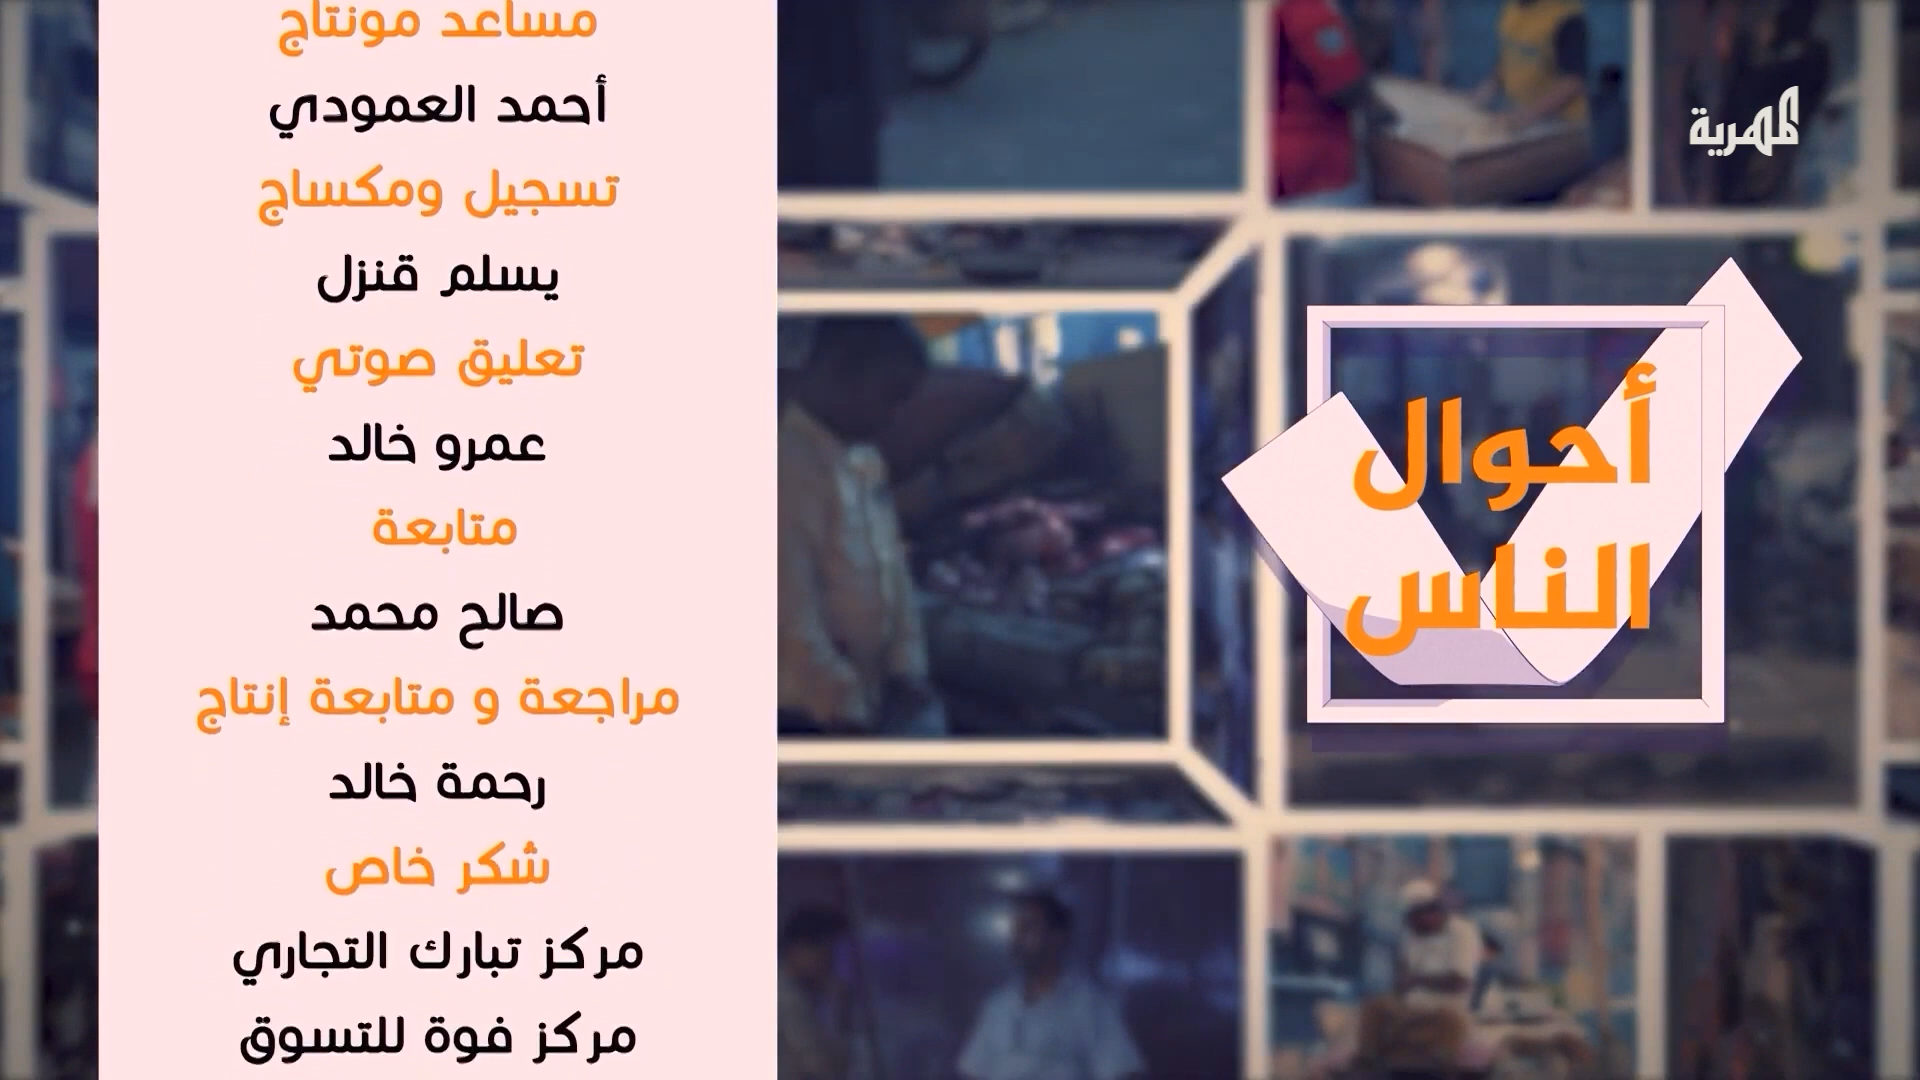 مساعد مونتاج
أحمد العمودي
تسجيل ومكساج
يسلم قنزل
تعليق صوتي
عمرو خالد
متابعة
صالح محمد
مراجعة و متابعة إنتاج
رحمة خالد
شكر خاص
مركز تبارك التجاري
مركز فوة للتسوق
المهرية
أحوال
الناس